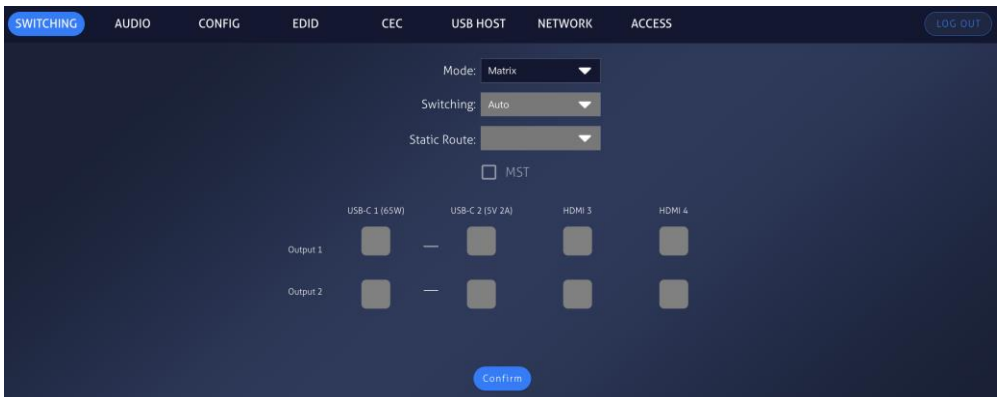 SWITCHING AUDIO CONFIG EDID CEC USB HOST NETWORK ACCESS LOG OUT
Mode: Matrix
Switching: Auto
Static Route:
MST
USB-C 1 (65W) USB-C 2 (5V 2A) HDMI 3 HDMI 4
Output 1
Output 2
Confirm